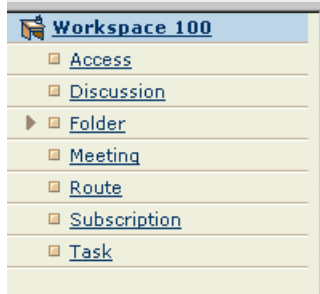 Workspace 100
Access
Discussion
Folder
Meeting
Route
Subscription
Task